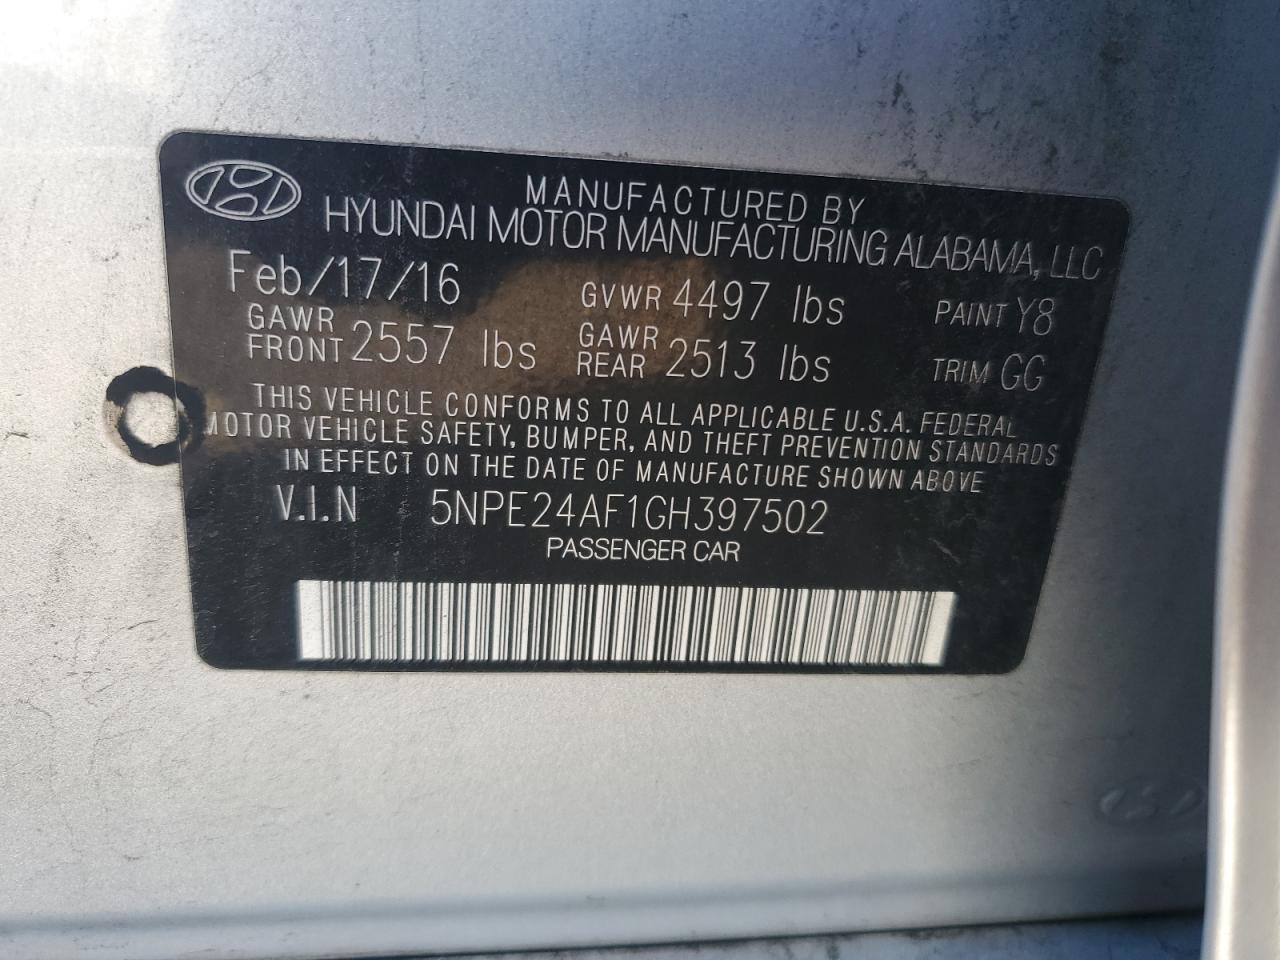 MANUFACTURED BY
HYUNDAI MOTOR MANUFACTURING ALABAMA, LLC
Feb/17/16 GVWR 4497 lbs PAINT Y8
GAWR FRONT 2557 lbs GAWR REAR 2513 lbs TRIM GG
THIS VEHICLE CONFORMS TO ALL APPLICABLE U.S.A. FEDERAL
MOTOR VEHICLE SAFETY, BUMPER, AND THEFT PREVENTION STANDARDS
IN EFFECT ON THE DATE OF MANUFACTURE SHOWN ABOVE
V.I.N 5NPE24AF1GH397502
PASSENGER CAR